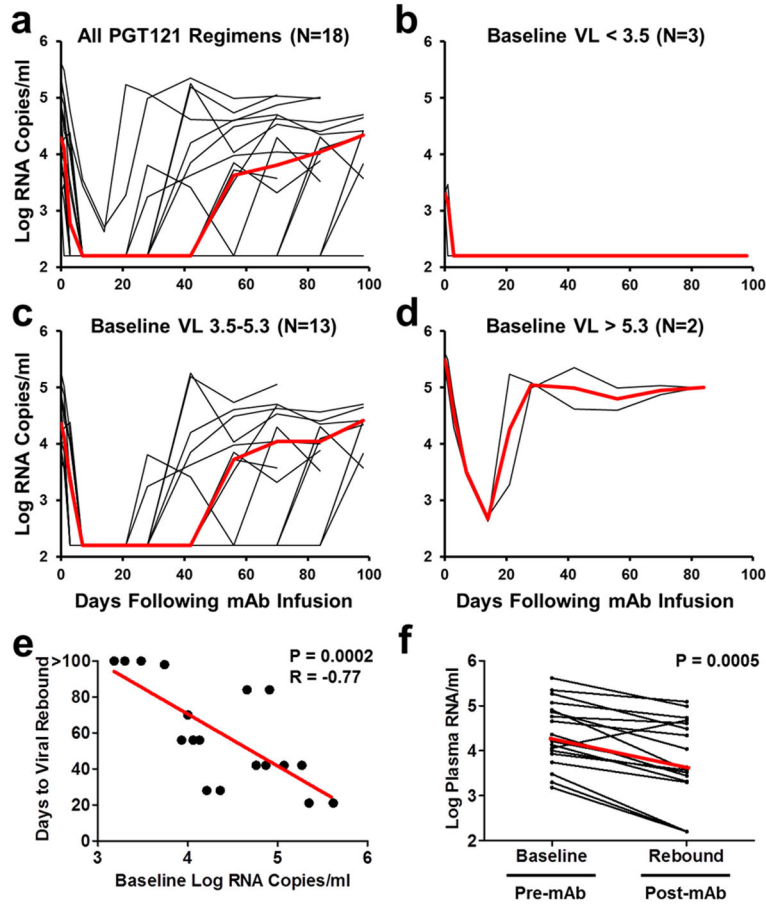 a
All PGT121 Regimens (N=18)
6
5
4
3
2
0 20 40 60 80 100
Log RNA Copies/ml
b
Baseline VL < 3.5 (N=3)
6
5
4
3
2
0 20 40 60 80 100
c
Baseline VL 3.5-5.3 (N=13)
6
5
4
3
2
0 20 40 60 80 100
Log RNA Copies/ml
Days Following mAb Infusion
d
Baseline VL > 5.3 (N=2)
6
5
4
3
2
0 20 40 60 80 100
Days Following mAb Infusion
e
P = 0.0002
R = -0.77
>100
80
60
40
20
0
3 4 5 6
Days to Viral Rebound
Baseline Log RNA Copies/ml
f
P = 0.0005
6
5
4
3
2
Log Plasma RNA/ml
Baseline Rebound
Pre-mAb Post-mAb